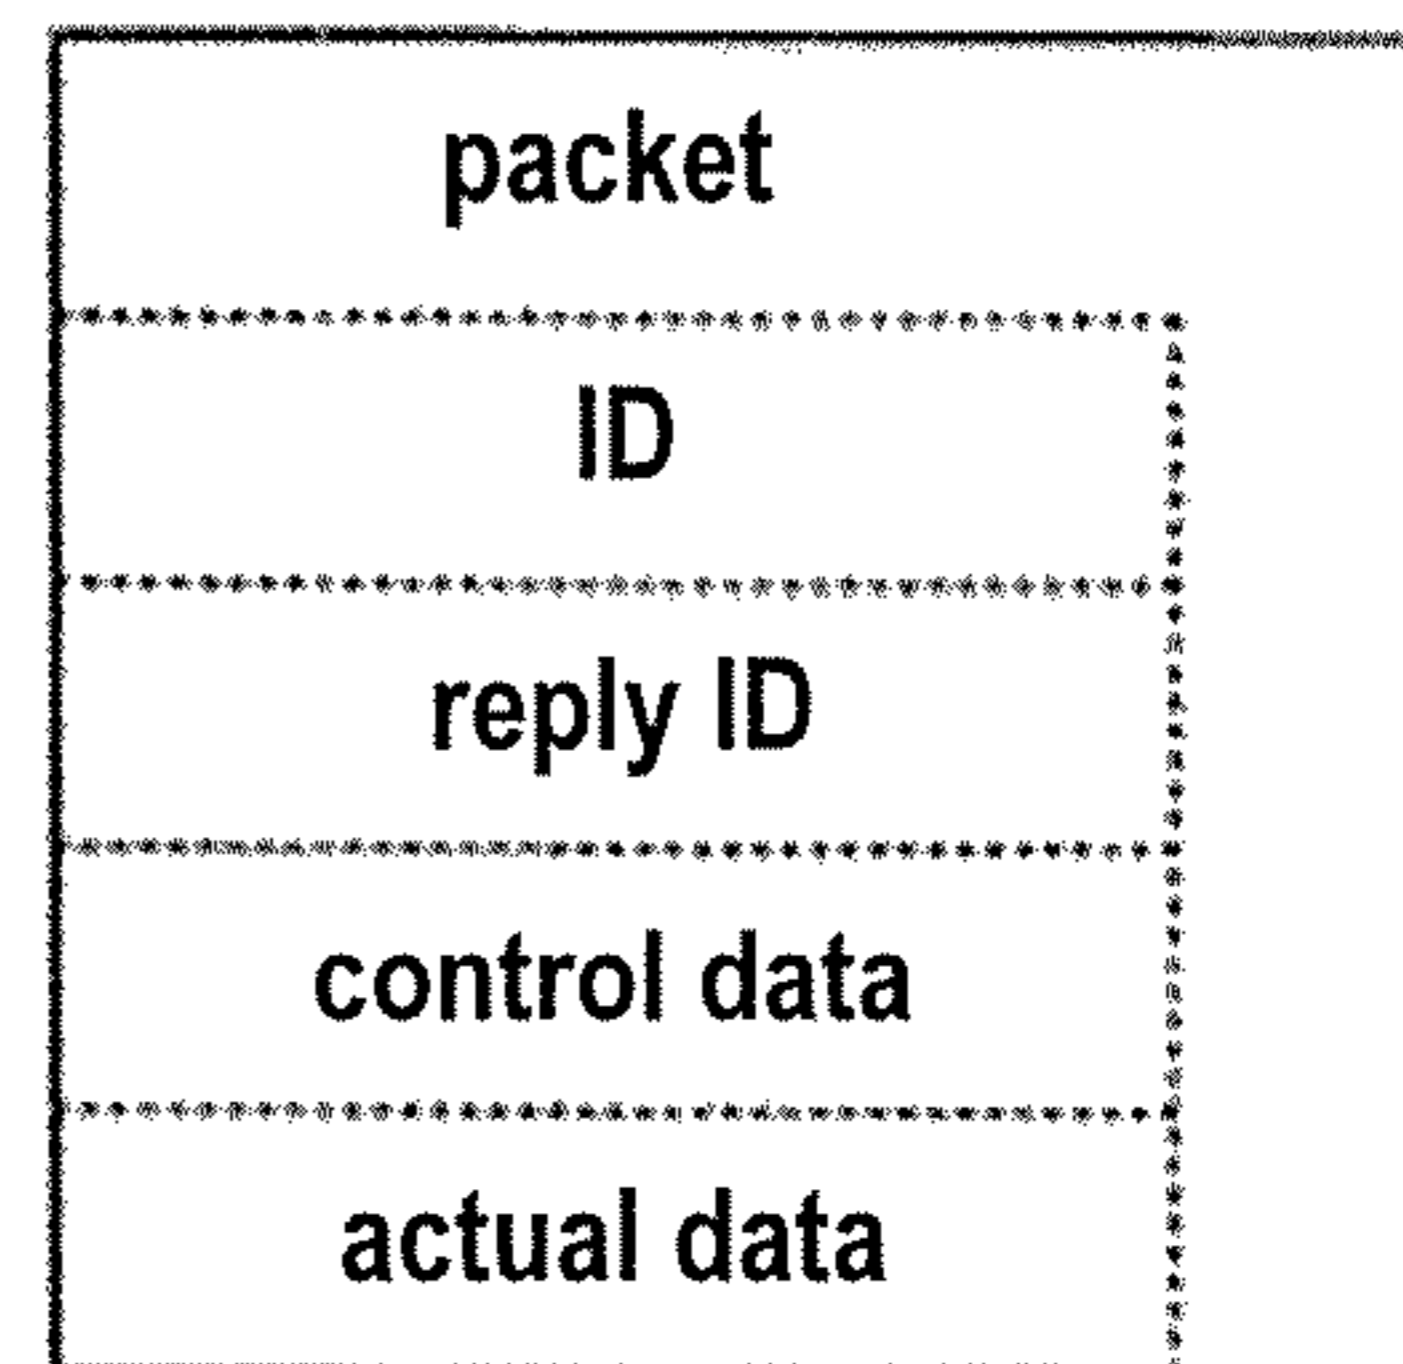 packet
ID
reply ID
control data
actual data